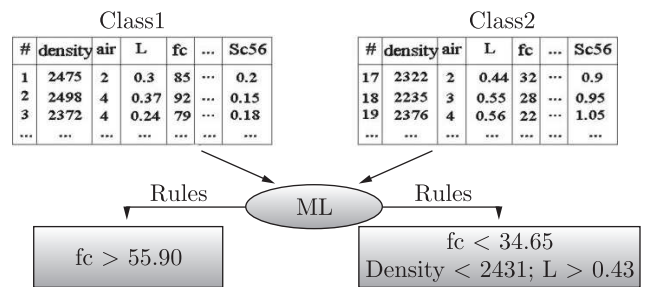 Class1
# density air L fc ... Sc56
1 2475 2 0.3 85 ... 0.2
2 2498 4 0.37 92 ... 0.15
3 2372 4 0.24 79 ... 0.18
... ... ... ... ... ...
Class2
# density air L fc ... Sc56
17 2322 2 0.44 32 ... 0.9
18 2235 3 0.55 28 ... 0.95
19 2376 4 0.56 22 ... 1.05
... ... ... ... ... ...
Rules
ML
Rules
fc > 55.90
fc < 34.65
Density < 2431; L > 0.43